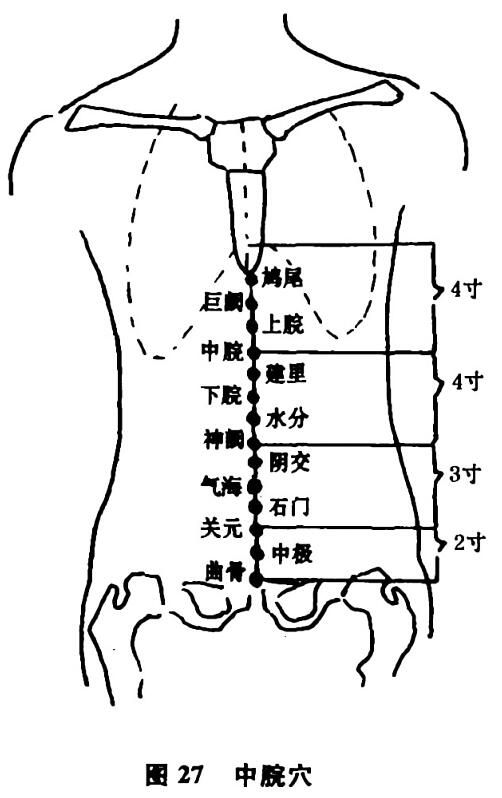 鸠尾
巨阙
上脘
4寸
中脘
建里
下脘
4寸
水分
神阙
阴交
气海
3寸
石门
关元
中极
2寸
曲骨
图 27 中脘穴